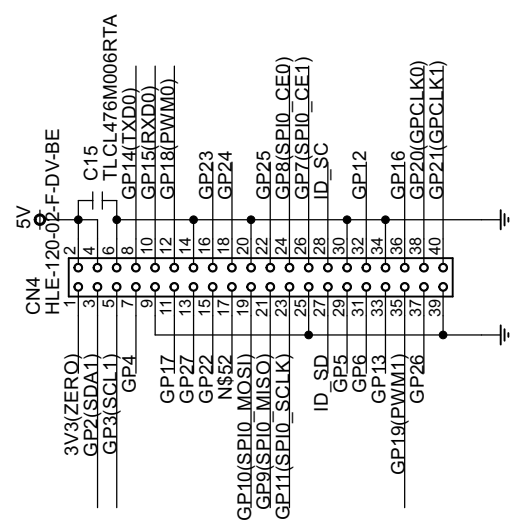 5V
CN4
HLE-120-02-F-DV-BE
C15
TLCL476M006RTA
GP14(TXD0)
GP15(RXD0)
GP18(PWM0)
GP23
GP24
GP25
GP8(SPI0_CE0)
GP7(SPI0_CE1)
ID_SC
GP12
GP16
GP20(GPCLK0)
GP21(GPCLK1)
2
4
6
8
10
12
14
16
18
20
22
24
26
28
30
32
34
36
38
40
1
3
5
7
9
11
13
15
17
19
21
23
25
27
29
31
33
35
37
39
3V3(ZERO)
GP2(SDA1)
GP3(SCL1)
GP4
GP17
GP27
GP22
N$52
GP10(SPI0_MOSI)
GP9(SPI0_MISO)
GP11(SPI0_SCLK)
ID_SD
GP5
GP6
GP13
GP19(PWM1)
GP26